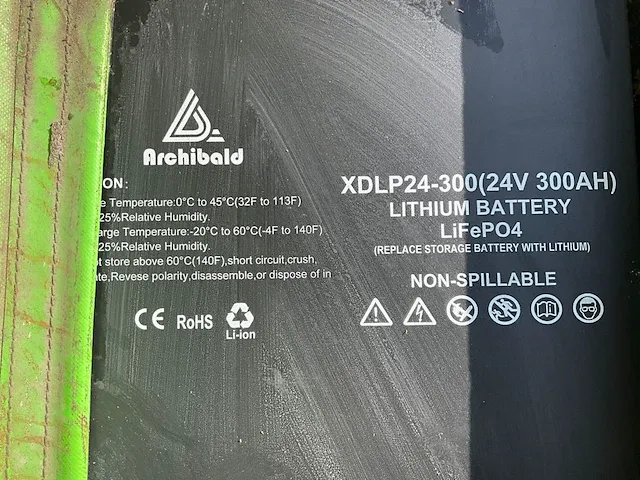 Archibald
ON:
e Temperature:0°C to 45°C(32F to 113F)
25%Relative Humidity.
arge Temperature:-20°C to 60°C(-4F to 140F)
25%Relative Humidity.
t store above 60°C(140F),short circuit,crush,
te,Revese polarity,disassemble,or dispose of in
CE RoHS
Li-ion
XDLP24-300(24V 300AH)
LITHIUM BATTERY
LiFePO4
(REPLACE STORAGE BATTERY WITH LITHIUM)
NON-SPILLABLE